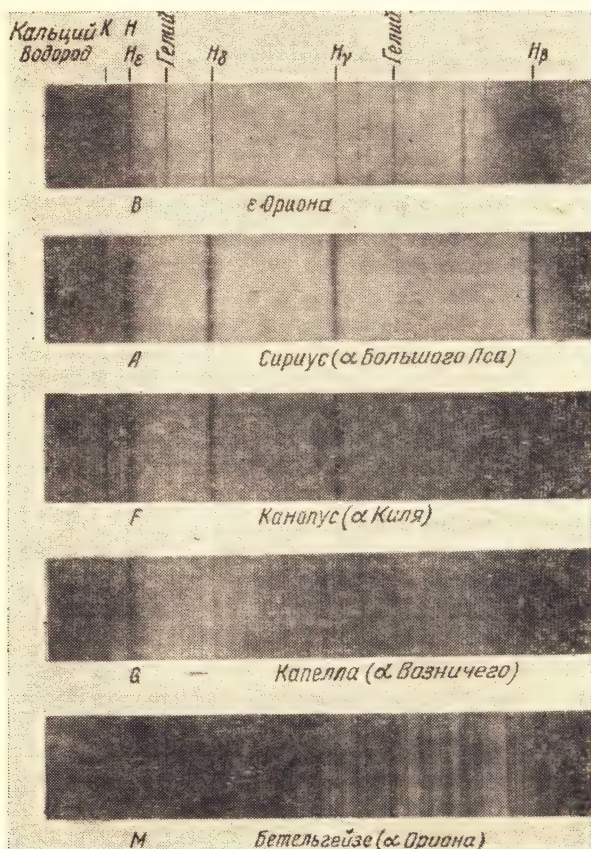 Кальций K H Гелий Гелий
Водород Hε Hδ Hγ Hβ
B ε Ориона
A Сириус (α Большого Пса)
F Канопус (α Киля)
G — Капелла (α Возничего)
M Бетельгейзе (α Ориона)